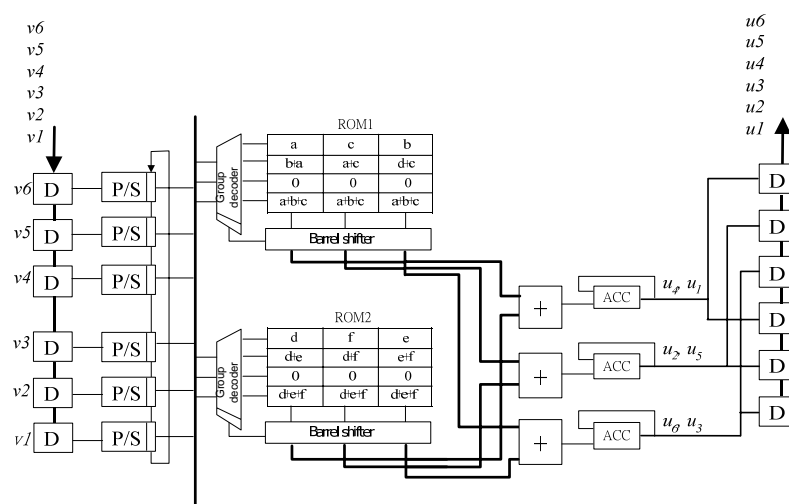 v6
v5
v4
v3
v2
v1
u6
u5
u4
u3
u2
u1
v6 D P/S
v5 D P/S
v4 D P/S
v3 D P/S
v2 D P/S
v1 D P/S
Group decoder
ROM1
a c b
b+a a+c d+c
0 0 0
a+b+c a+b+c a+b+c
Barrel shifter
Group decoder
ROM2
d f e
d+e d+f e+f
0 0 0
d+e+f d+e+f d+e+f
Barrel shifter
+ ACC u4, u1
+ ACC u2, u5
+ ACC u6, u3
D
D
D
D
D
D